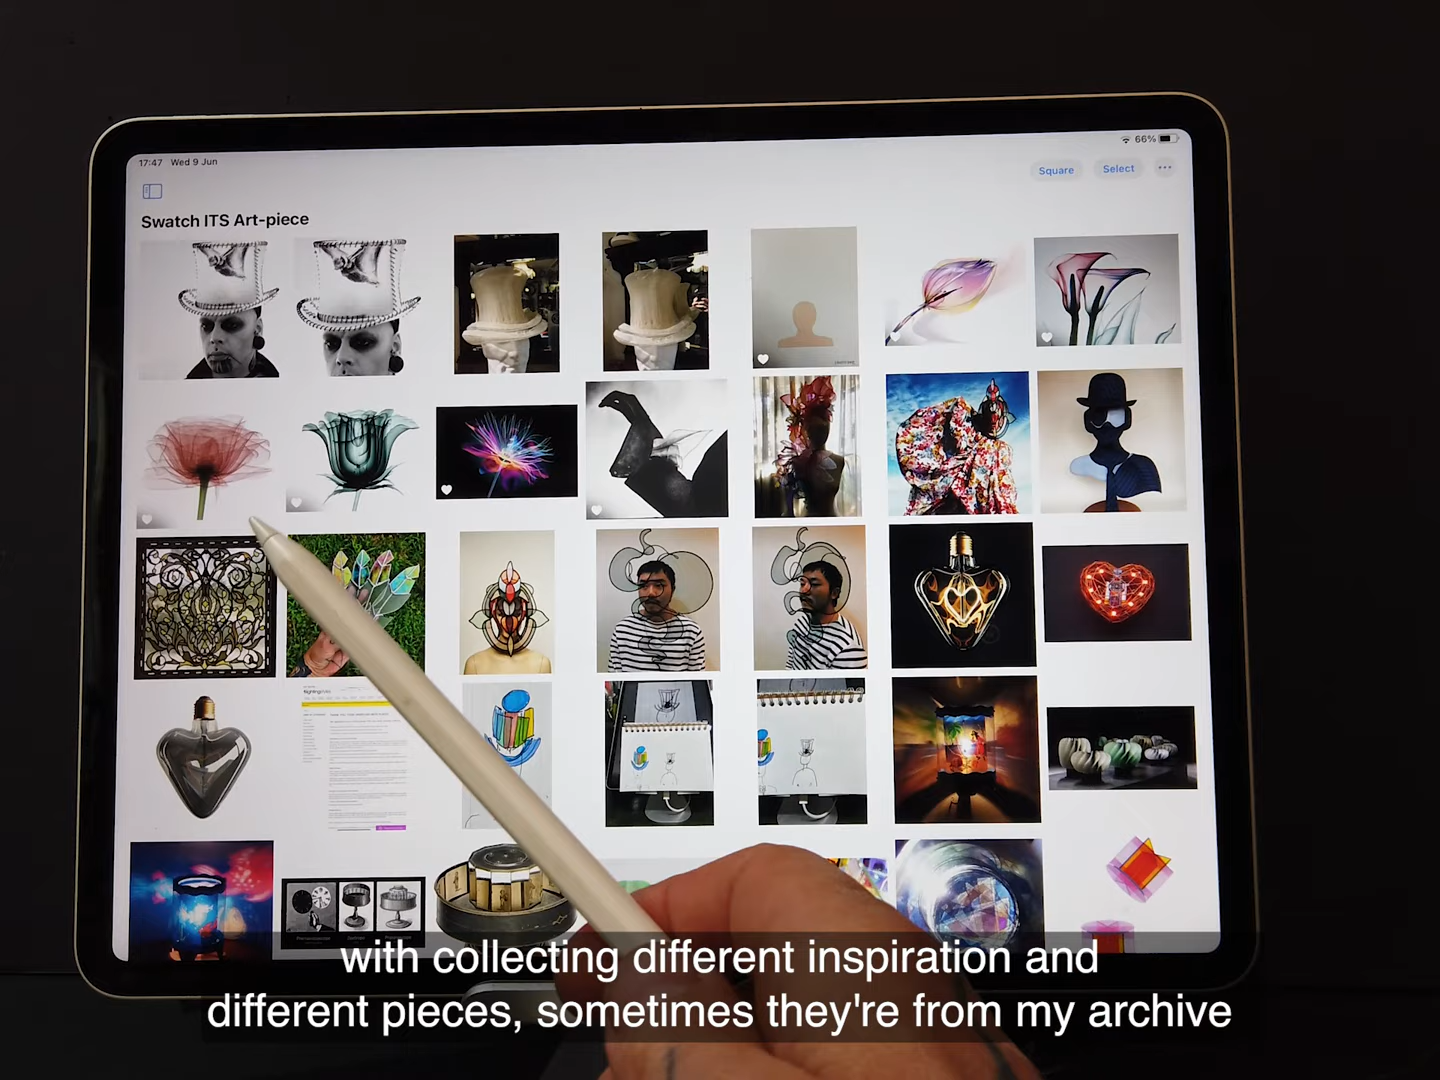 17:47 Wed 9 Jun
66%
Square
Select
Swatch ITS Art-piece
with collecting different inspiration and
different pieces, sometimes they're from my archive